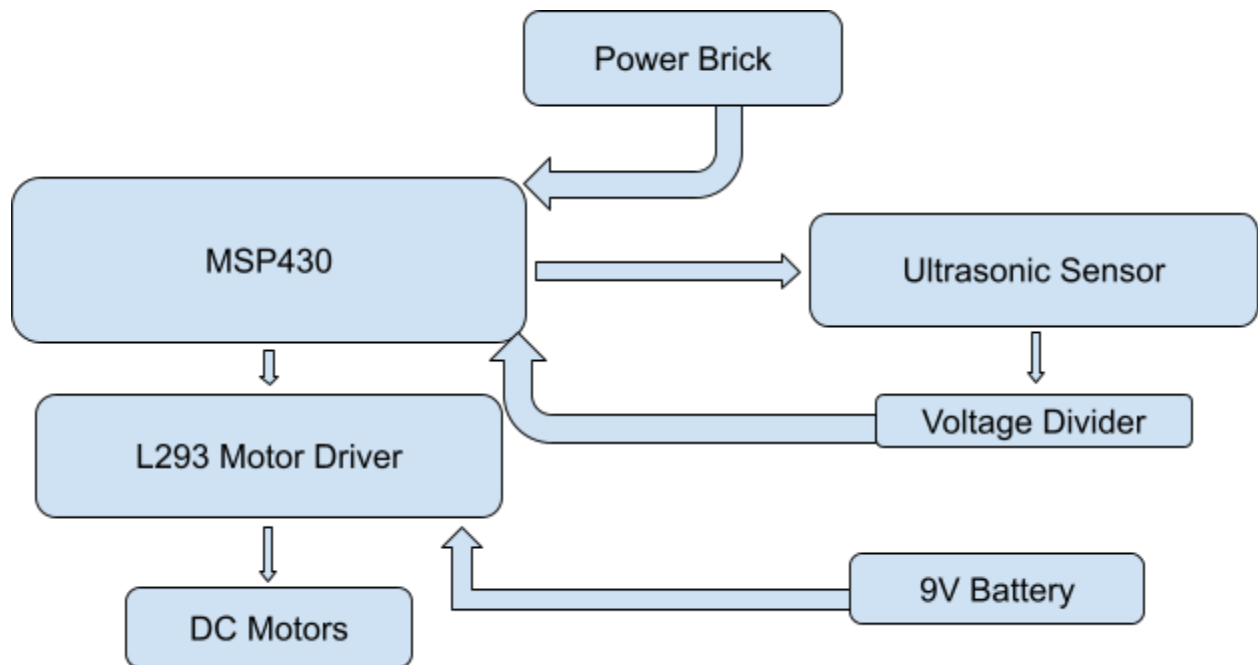 Power Brick
MSP430
Ultrasonic Sensor
Voltage Divider
L293 Motor Driver
9V Battery
DC Motors